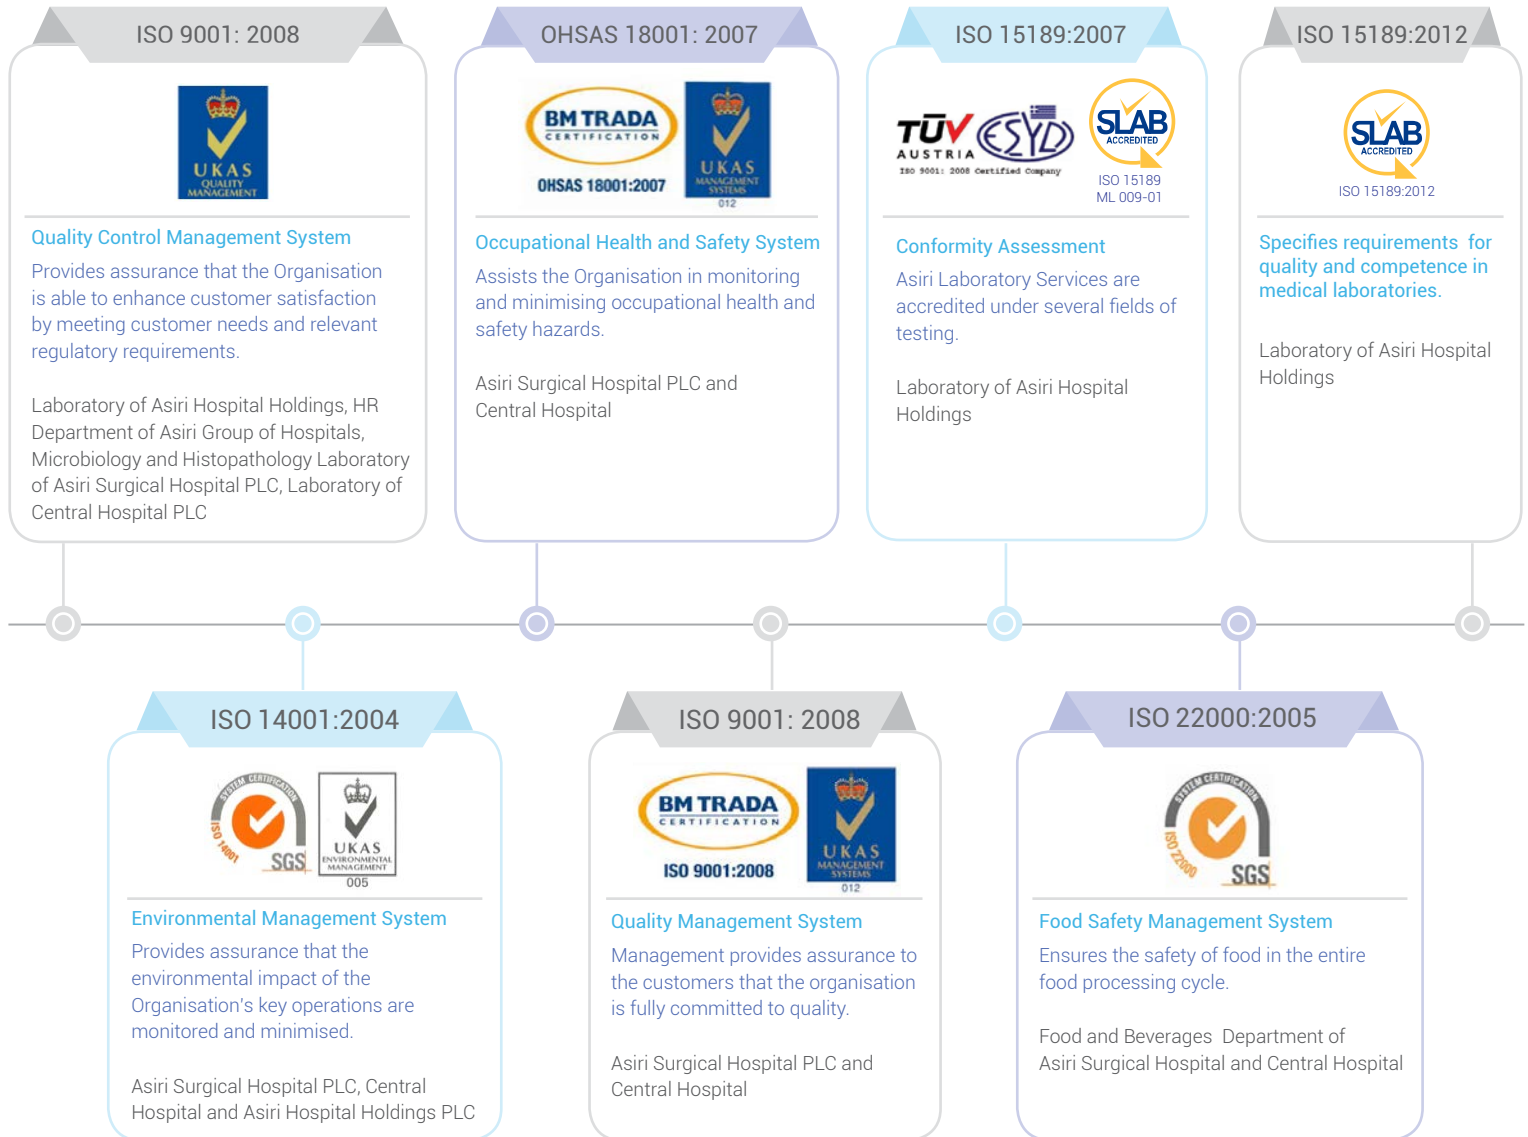 ISO 9001: 2008
UKAS
QUALITY
MANAGEMENT
Quality Control Management System
Provides assurance that the Organisation
is able to enhance customer satisfaction
by meeting customer needs and relevant
regulatory requirements.
Laboratory of Asiri Hospital Holdings, HR
Department of Asiri Group of Hospitals,
Microbiology and Histopathology Laboratory
of Asiri Surgical Hospital PLC, Laboratory of
Central Hospital PLC
OHSAS 18001: 2007
BM TRADA
CERTIFICATION
OHSAS 18001:2007
UKAS
MANAGEMENT
SYSTEMS
012
Occupational Health and Safety System
Assists the Organisation in monitoring
and minimising occupational health and
safety hazards.
Asiri Surgical Hospital PLC and
Central Hospital
ISO 15189:2007
TÜV
AUSTRIA
ESYD
ISO 9001: 2008 Certified Company
SLAB
ACCREDITED
ISO 15189
ML 009-01
Conformity Assessment
Asiri Laboratory Services are
accredited under several fields of
testing.
Laboratory of Asiri Hospital
Holdings
ISO 15189:2012
SLAB
ACCREDITED
ISO 15189:2012
Specifies requirements for
quality and competence in
medical laboratories.
Laboratory of Asiri Hospital
Holdings
ISO 14001:2004
SYSTEM CERTIFICATION
ISO 14001
SGS
UKAS
ENVIRONMENTAL
MANAGEMENT
005
Environmental Management System
Provides assurance that the
environmental impact of the
Organisation's key operations are
monitored and minimised.
Asiri Surgical Hospital PLC, Central
Hospital and Asiri Hospital Holdings PLC
ISO 9001: 2008
BM TRADA
CERTIFICATION
ISO 9001:2008
UKAS
MANAGEMENT
SYSTEMS
012
Quality Management System
Management provides assurance to
the customers that the organisation
is fully committed to quality.
Asiri Surgical Hospital PLC and
Central Hospital
ISO 22000:2005
SYSTEM CERTIFICATION
ISO 22000
SGS
Food Safety Management System
Ensures the safety of food in the entire
food processing cycle.
Food and Beverages Department of
Asiri Surgical Hospital and Central Hospital